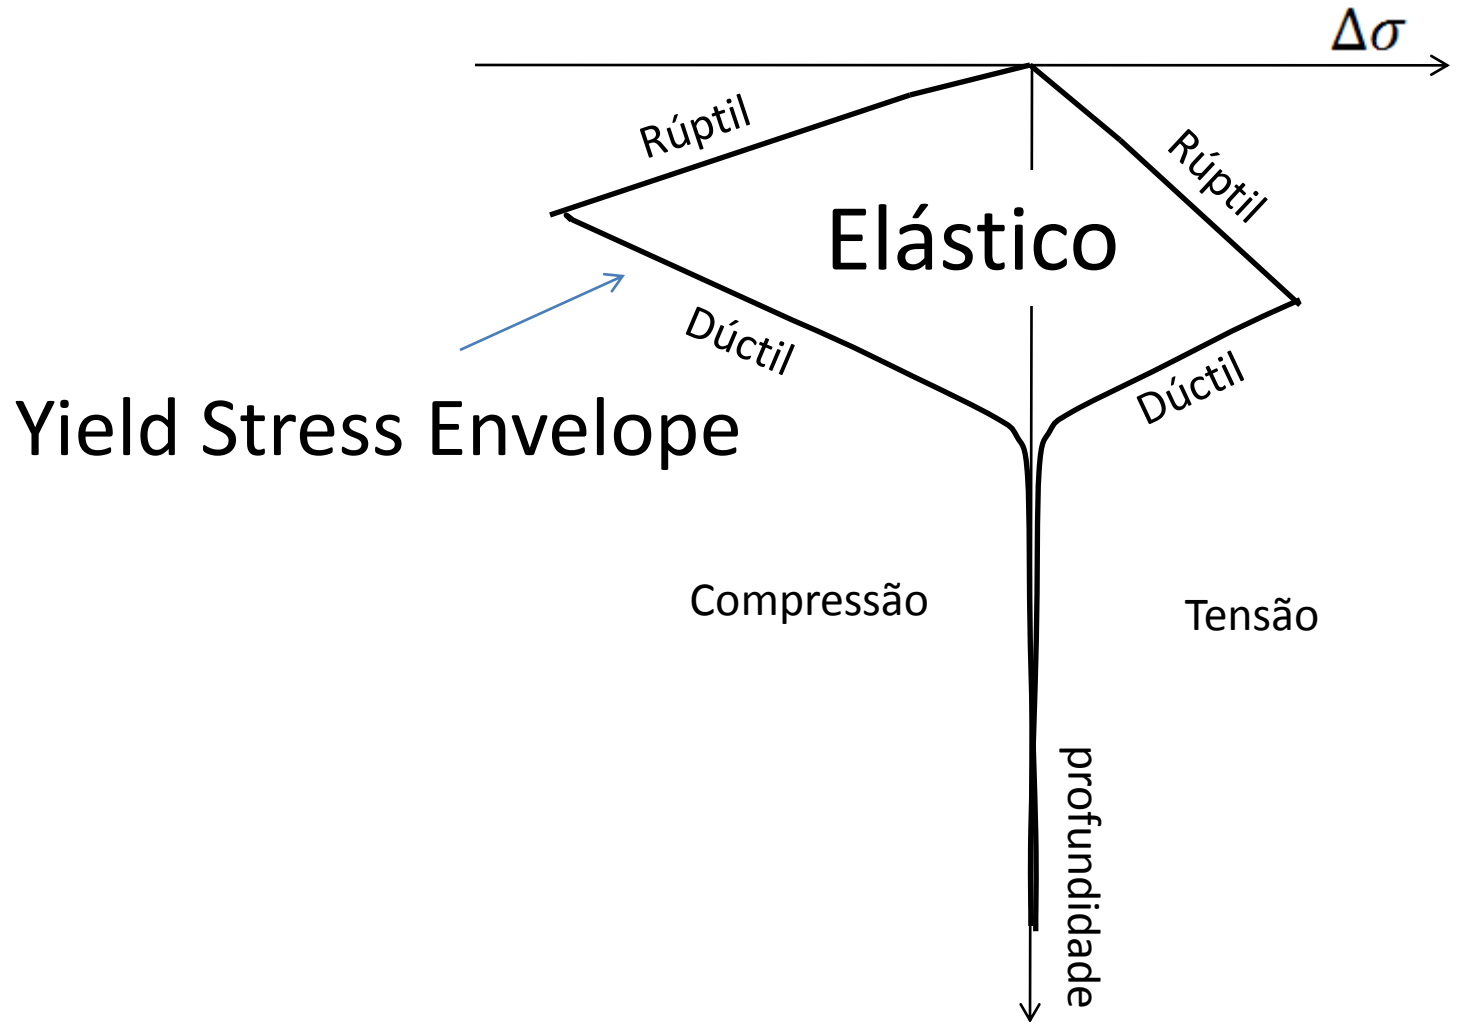 Δσ
Rúptil
Rúptil
Elástico
Dúctil
Dúctil
Yield Stress Envelope
Compressão
Tensão
profundidade